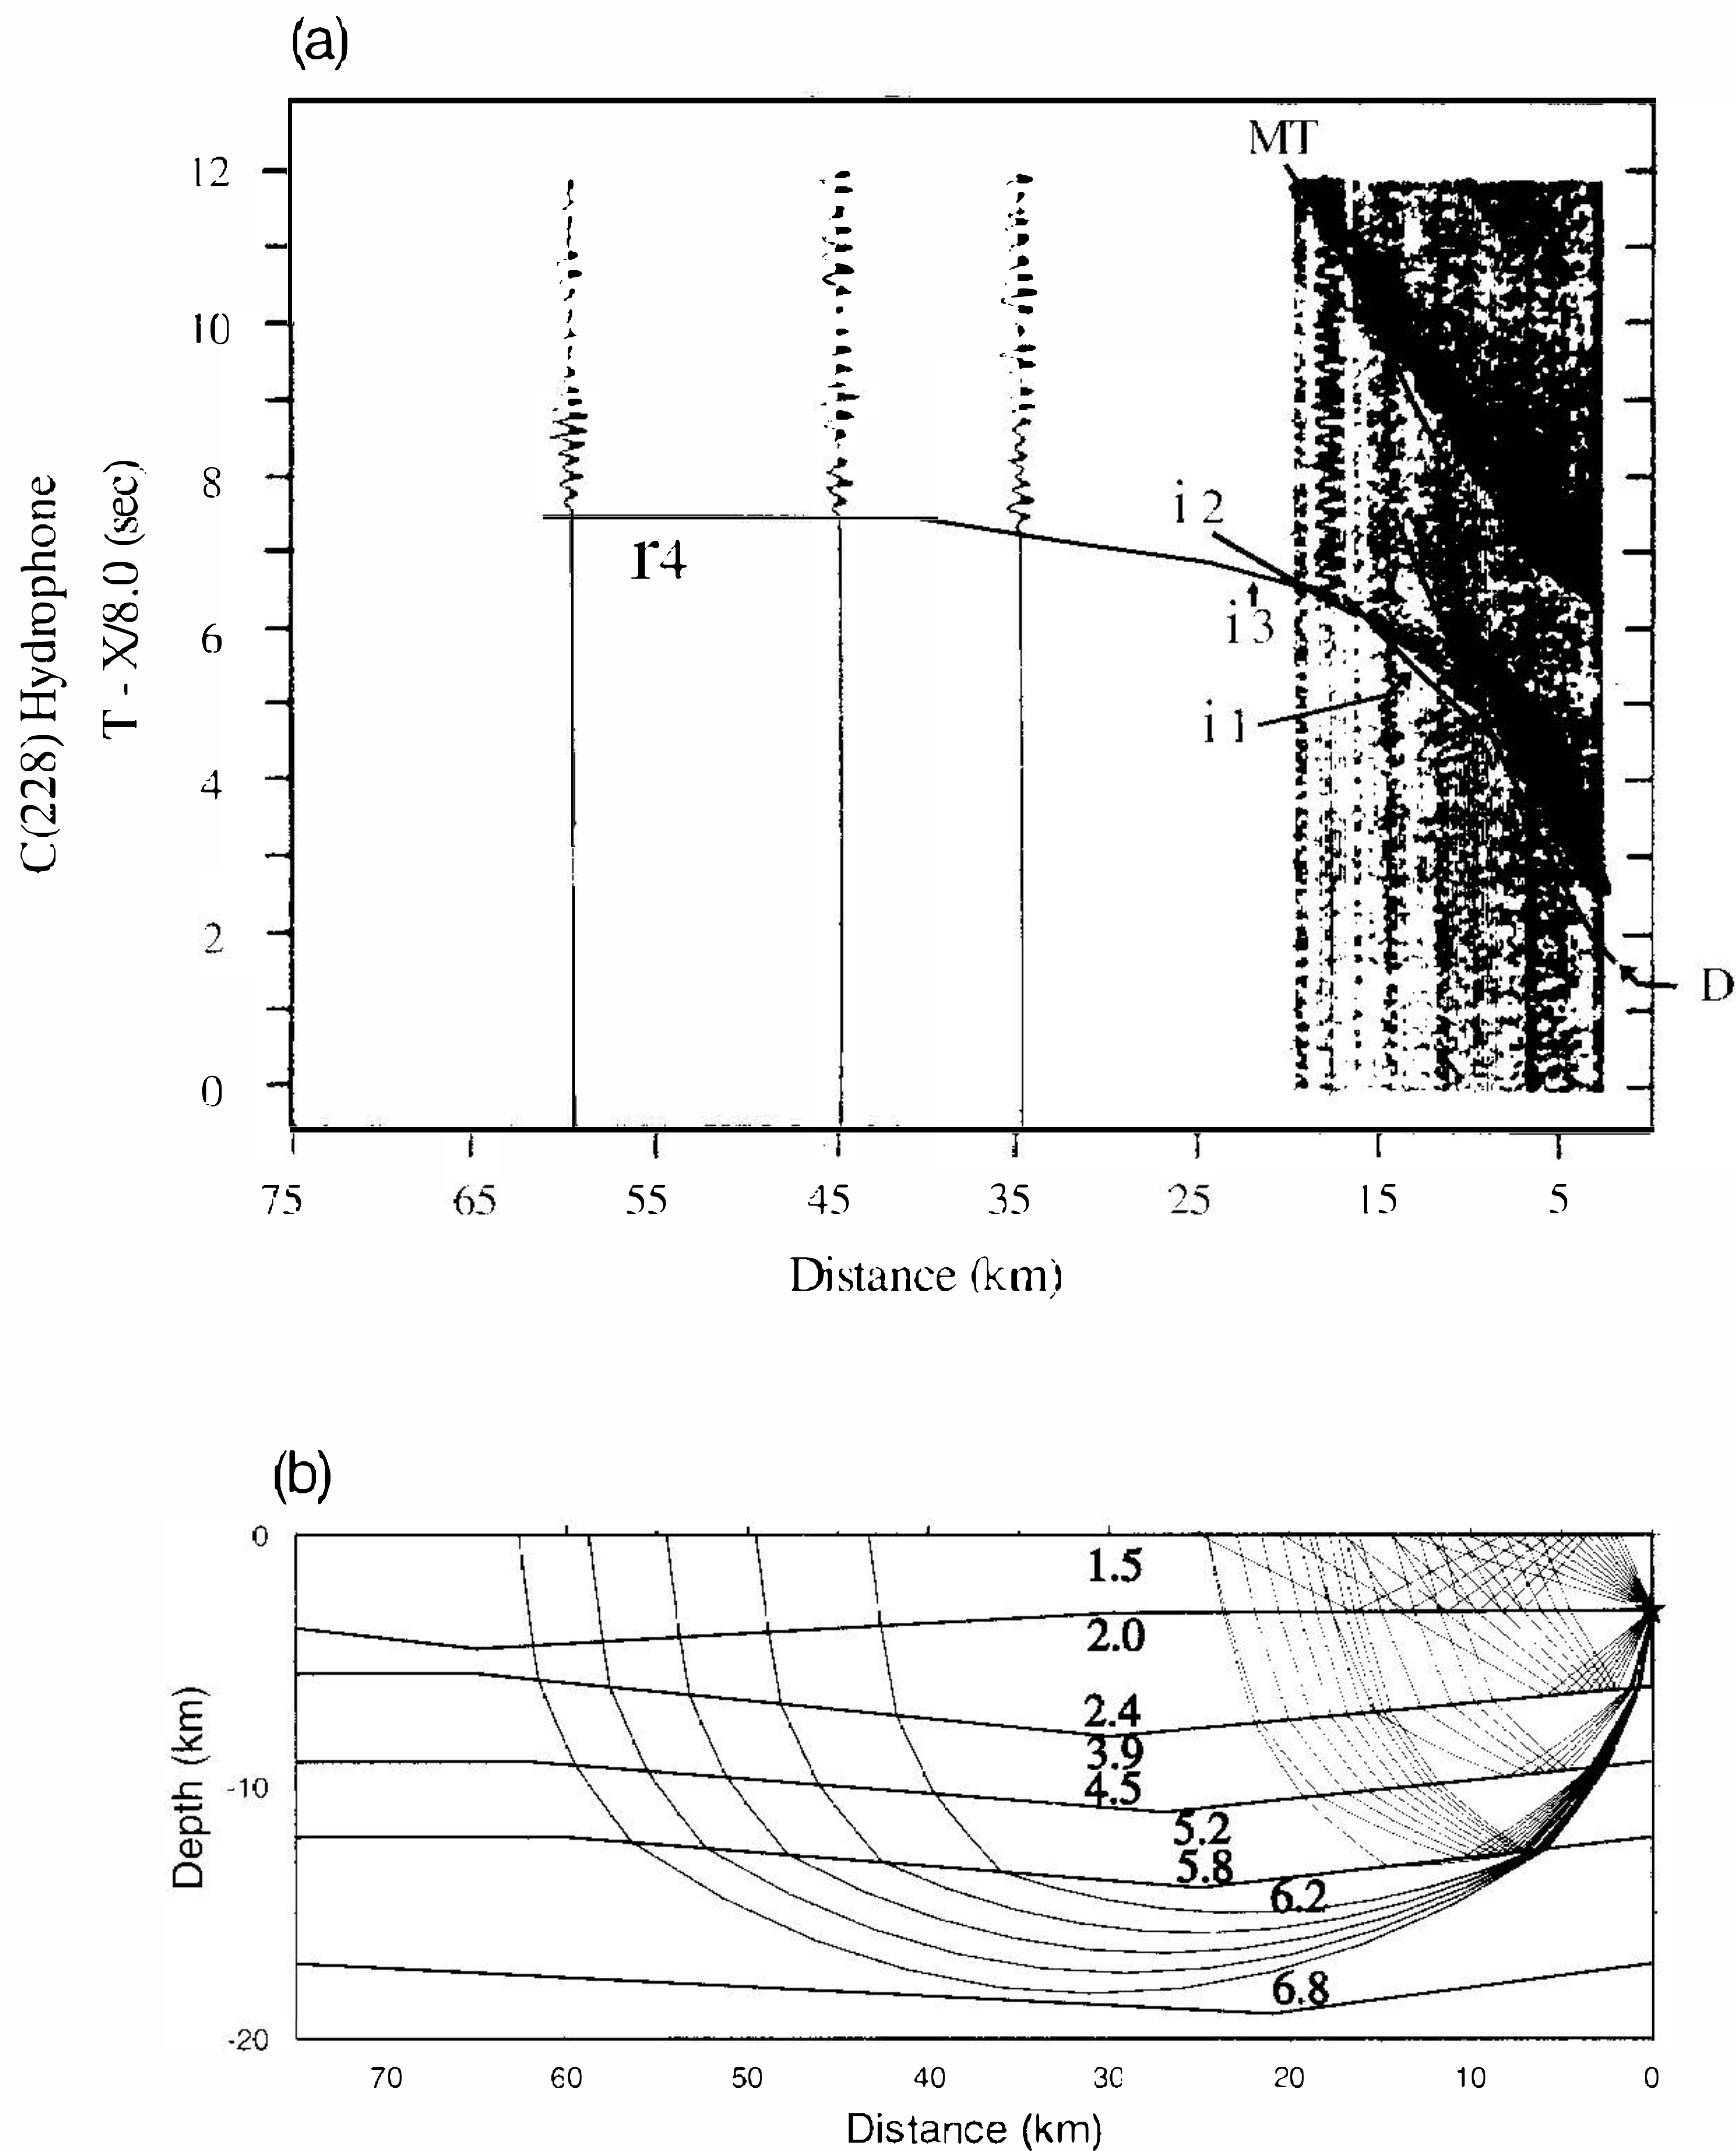 (a)
C(228) Hydrophone
T - X/8.0 (sec)
12
10
8
6
4
2
0
MT
i2
r4
i3
i1
D
75 65 55 45 35 25 15 5
Distance (km)
(b)
Depth (km)
0
-10
-20
1.5
2.0
2.4
3.9
4.5
5.2
5.8
6.2
6.8
70 60 50 40 30 20 10 0
Distance (km)